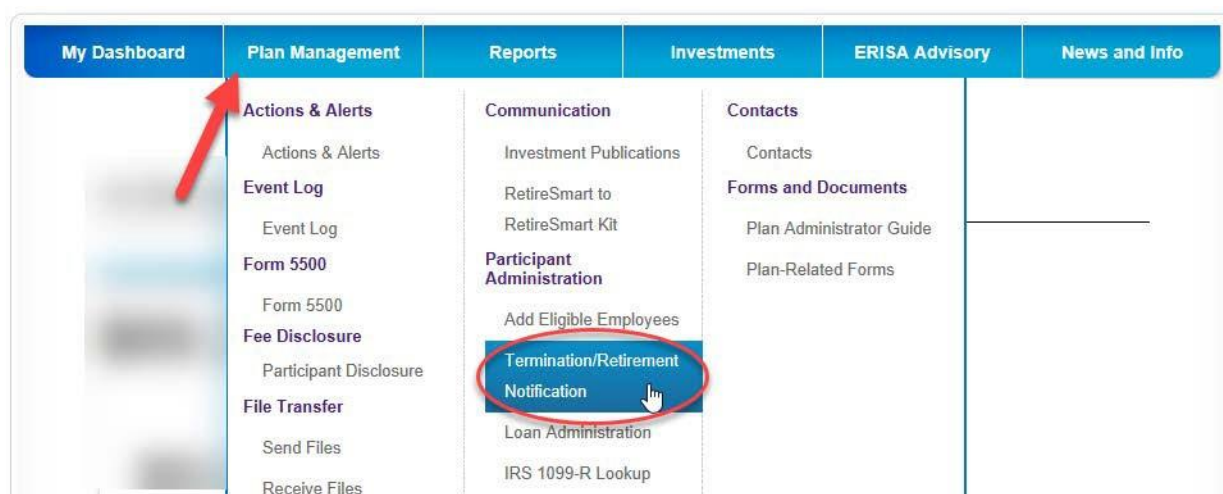 My Dashboard Plan Management Reports Investments ERISA Advisory News and Info
Actions & Alerts
Actions & Alerts
Event Log
Event Log
Form 5500
Form 5500
Fee Disclosure
Participant Disclosure
File Transfer
Send Files
Receive Files
Communication
Investment Publications
RetireSmart to
RetireSmart Kit
Participant
Administration
Add Eligible Employees
Termination/Retirement
Notification
Loan Administration
IRS 1099-R Lookup
Contacts
Contacts
Forms and Documents
Plan Administrator Guide
Plan-Related Forms